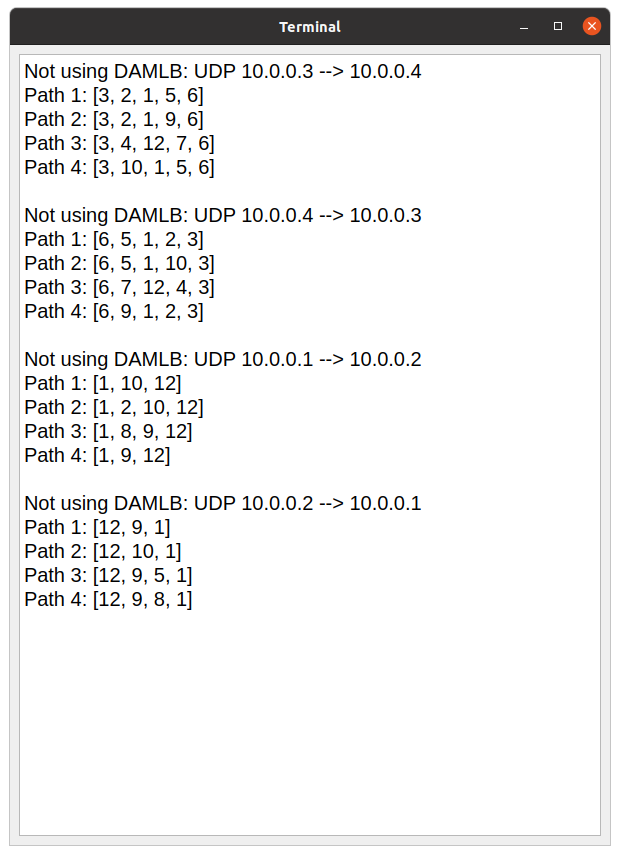 Terminal
Not using DAMLB: UDP 10.0.0.3 --> 10.0.0.4
Path 1: [3, 2, 1, 5, 6]
Path 2: [3, 2, 1, 9, 6]
Path 3: [3, 4, 12, 7, 6]
Path 4: [3, 10, 1, 5, 6]
Not using DAMLB: UDP 10.0.0.4 --> 10.0.0.3
Path 1: [6, 5, 1, 2, 3]
Path 2: [6, 5, 1, 10, 3]
Path 3: [6, 7, 12, 4, 3]
Path 4: [6, 9, 1, 2, 3]
Not using DAMLB: UDP 10.0.0.1 --> 10.0.0.2
Path 1: [1, 10, 12]
Path 2: [1, 2, 10, 12]
Path 3: [1, 8, 9, 12]
Path 4: [1, 9, 12]
Not using DAMLB: UDP 10.0.0.2 --> 10.0.0.1
Path 1: [12, 9, 1]
Path 2: [12, 10, 1]
Path 3: [12, 9, 5, 1]
Path 4: [12, 9, 8, 1]